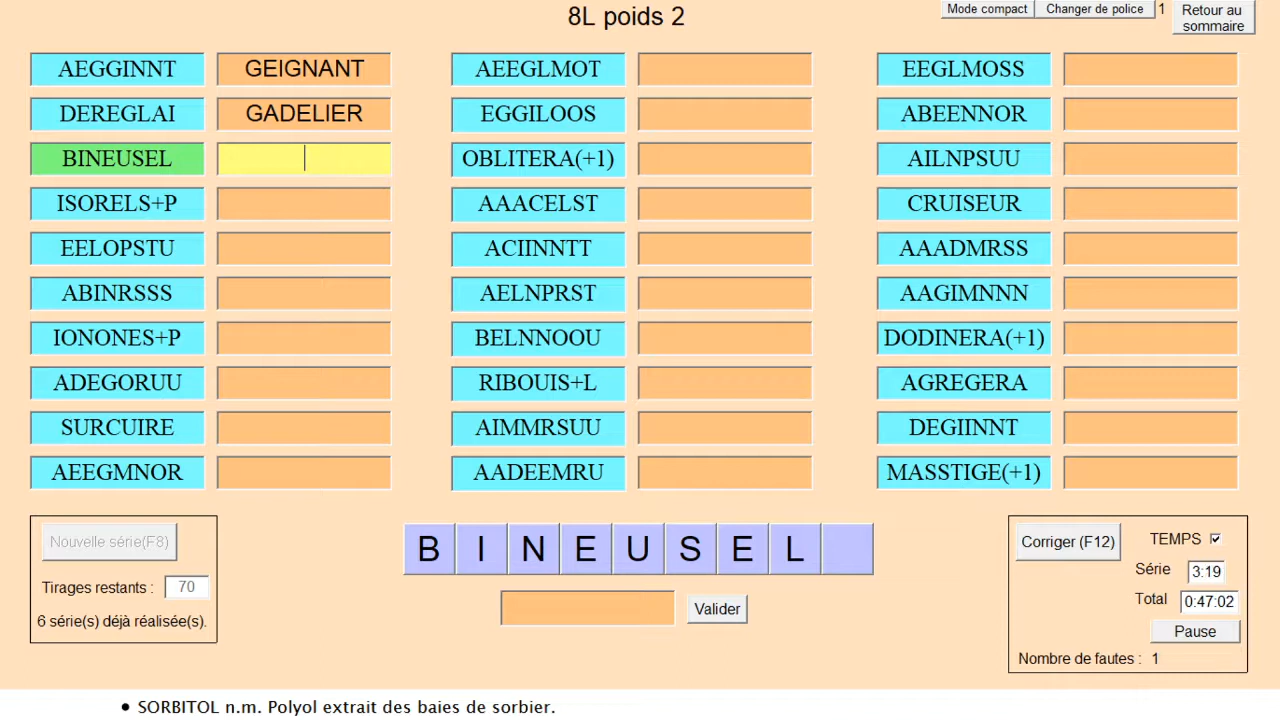 8L poids 2
Mode compact
Changer de police
1
Retour au
sommaire
AEGGINNT GEIGNANT
DEREGLAI GADELIER
BINEUSEL
ISORELS+P
EELOPSTU
ABINRSSS
IONONES+P
ADEGORUU
SURCUIRE
AEEGMNOR
AEEGLMOT
EGGILOOS
OBLITERA(+1)
AAACELST
ACIINNTT
AELNPRST
BELNNOOU
RIBOUIS+L
AIMMRSUU
AADEEMRU
EEGLMOSS
ABEENNOR
AILNPSUU
CRUISEUR
AAADMRSS
AAGIMNNN
DODINERA(+1)
AGREGERA
DEGIINNT
MASSTIGE(+1)
Nouvelle série(F8)
Tirages restants : 70
6 série(s) déjà réalisée(s).
B I N E U S E L
Valider
Corriger (F12)
TEMPS
Série 3:19
Total 0:47:02
Pause
Nombre de fautes : 1
• SORBITOL n.m. Polyol extrait des baies de sorbier.